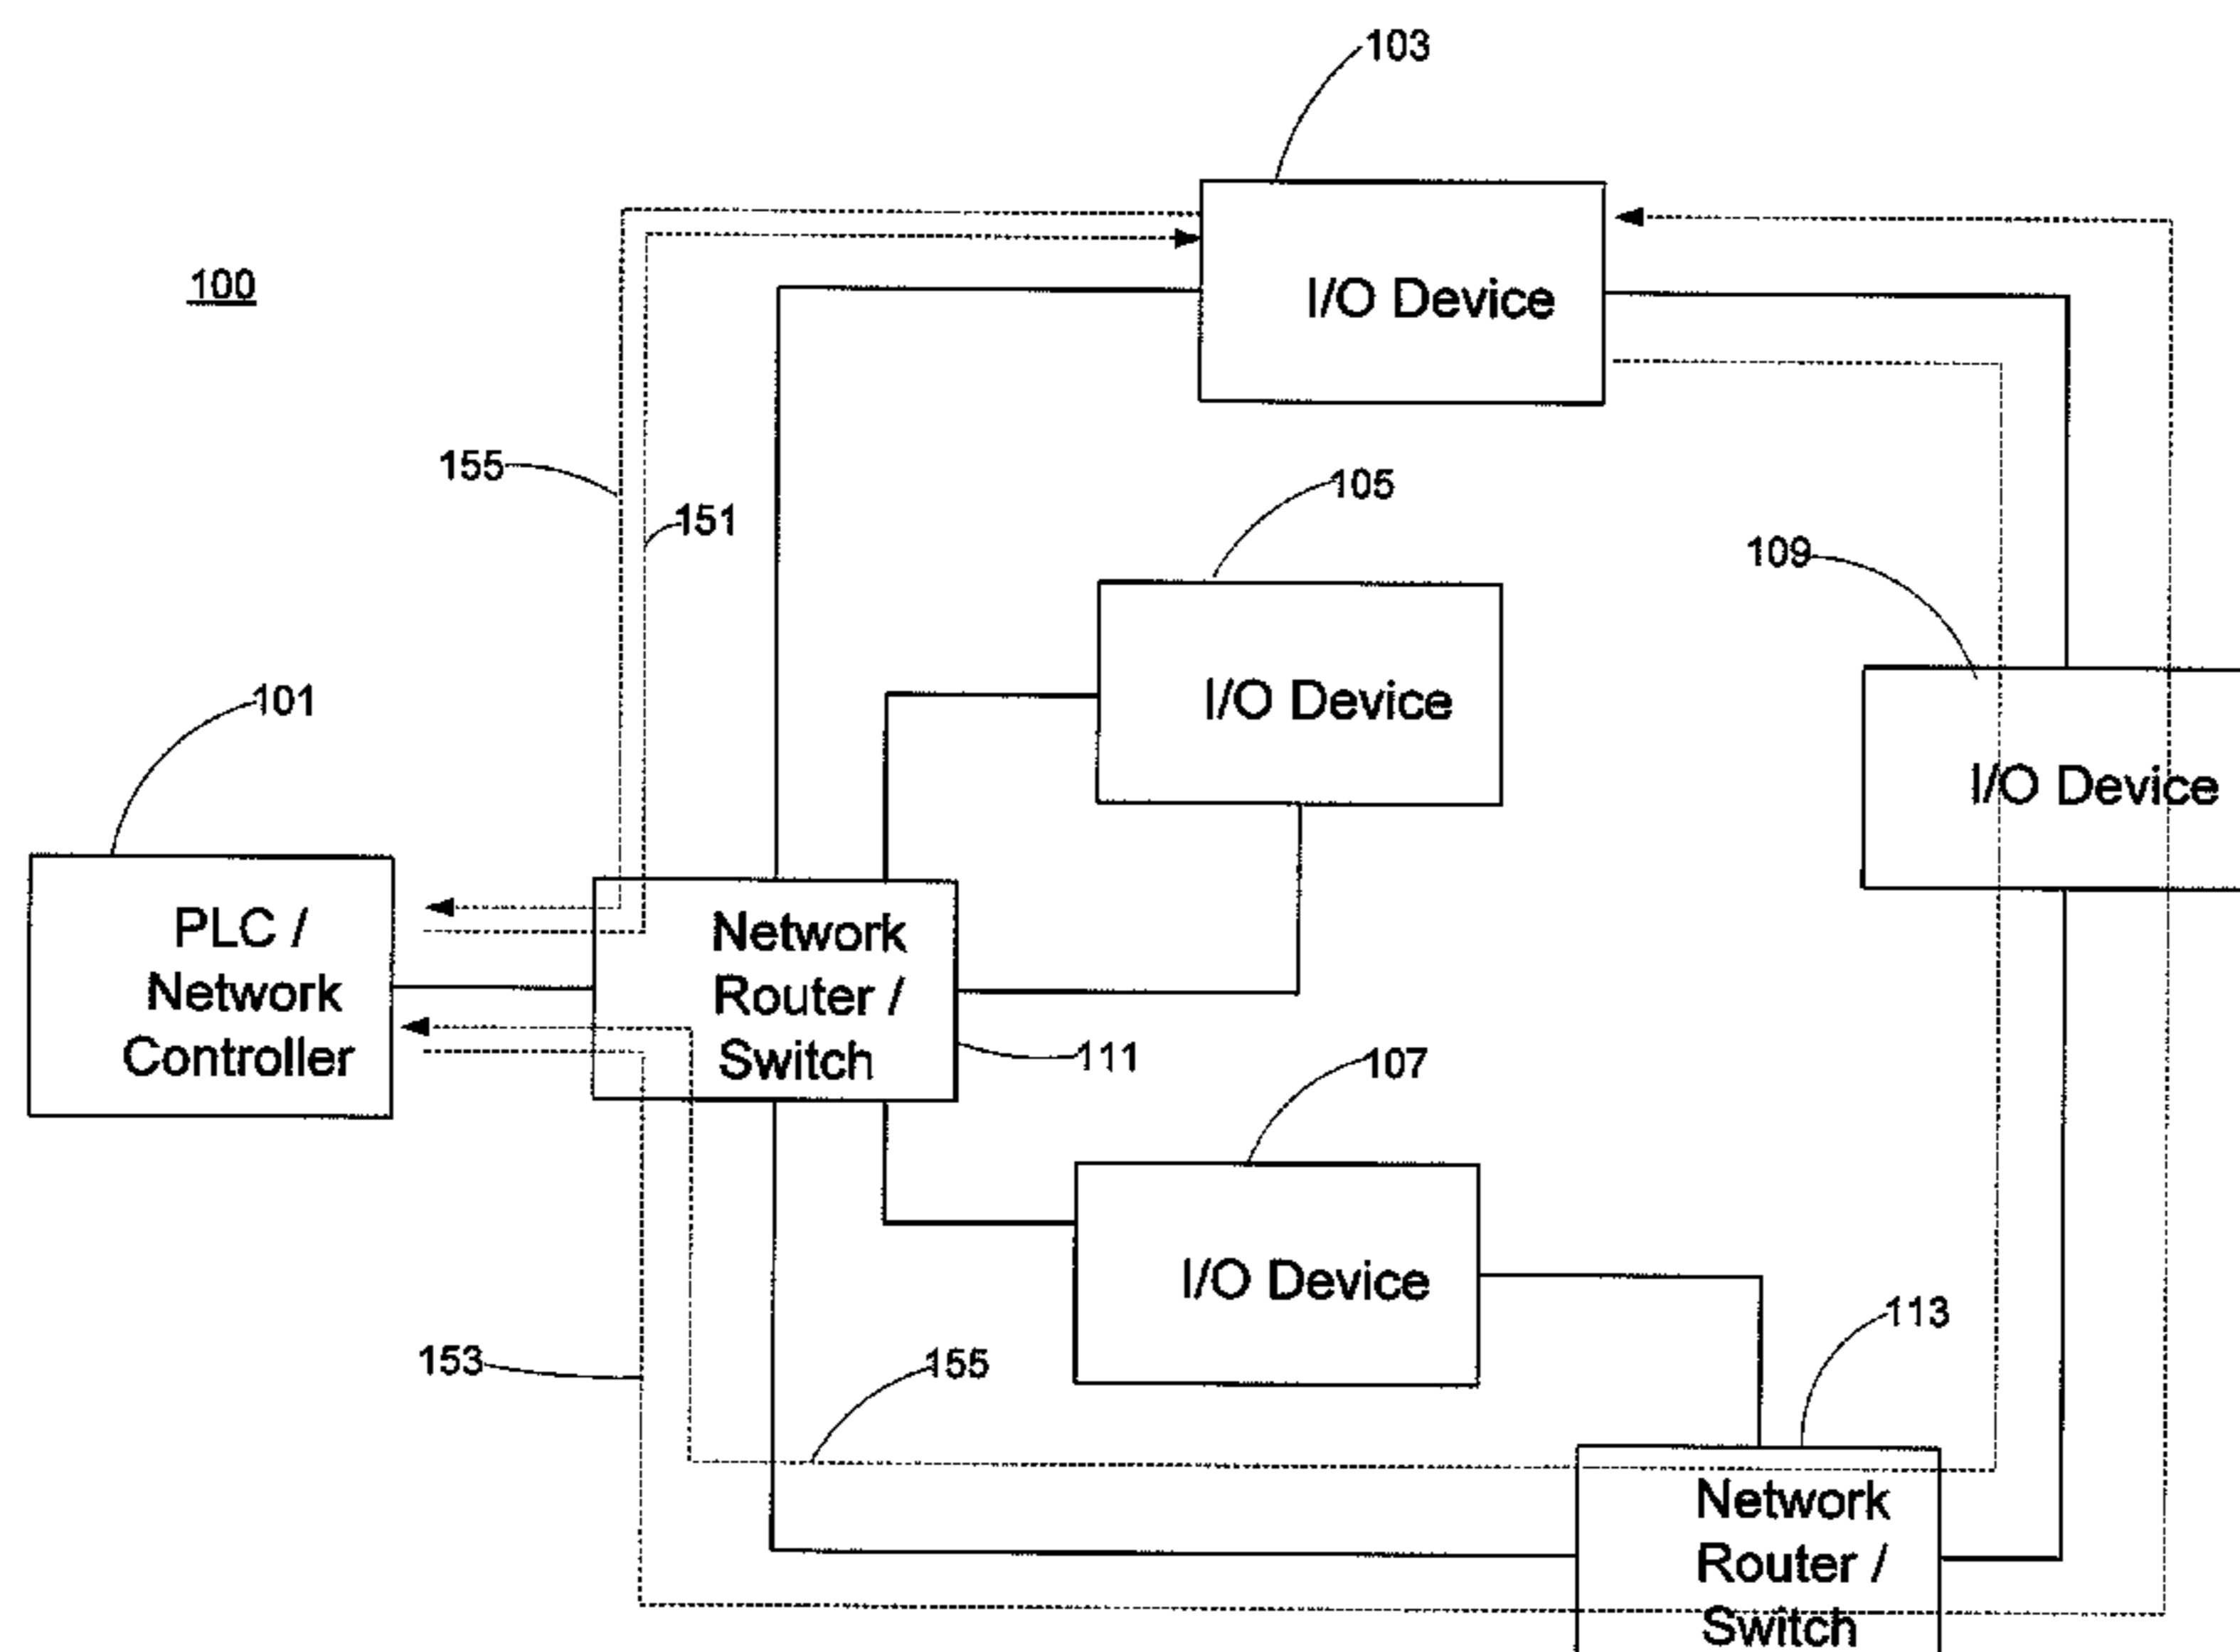 103
100
I/O Device
155
105
151
109
101
I/O Device
I/O Device
PLC /
Network
Controller
Network
Router /
Switch
111
107
I/O Device
113
153
155
Network
Router /
Switch